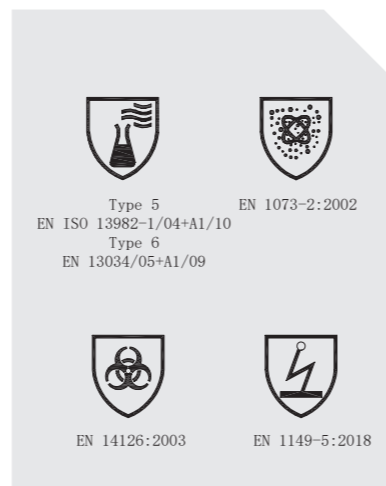 Type 5
EN ISO 13982-1/04+A1/10
Type 6
EN 13034/05+A1/09
EN 1073-2:2002
EN 14126:2003
EN 1149-5:2018